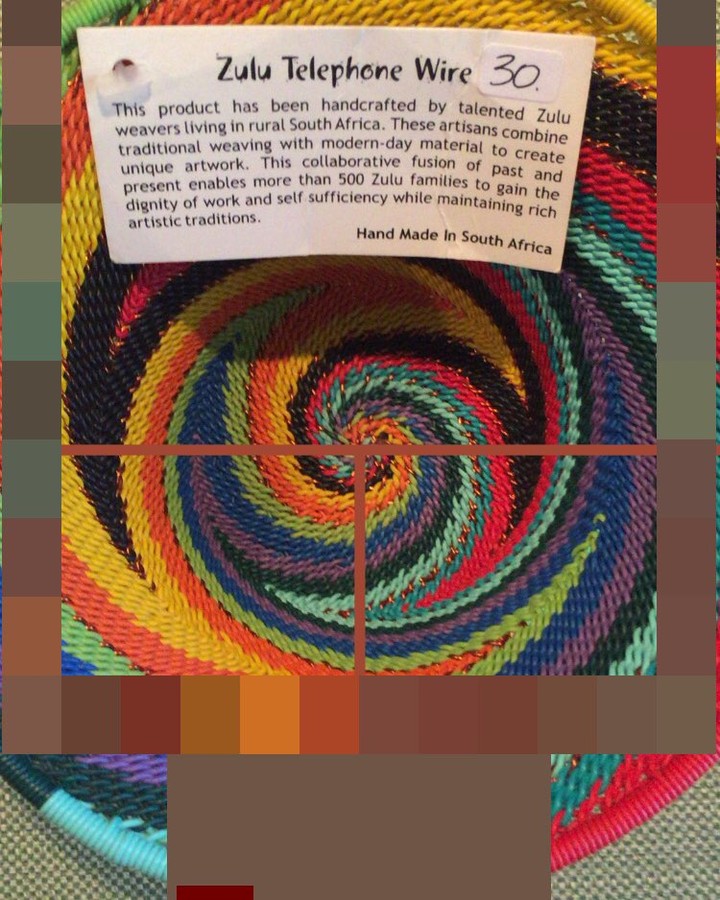 Zulu Telephone Wire 30.
This product has been handcrafted by talented Zulu
weavers living in rural South Africa. These artisans combine
traditional weaving with modern-day material to create
unique artwork. This collaborative fusion of past and
present enables more than 500 Zulu families to gain the
dignity of work and self sufficiency while maintaining rich
artistic traditions.
Hand Made In South Africa